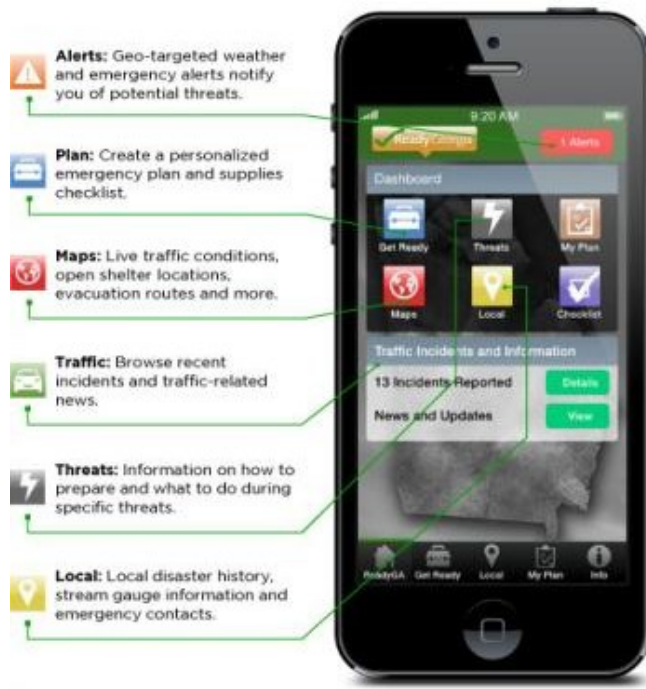 Alerts: Geo-targeted weather
and emergency alerts notify
you of potential threats.
Plan: Create a personalized
emergency plan and supplies
checklist.
Maps: Live traffic conditions,
open shelter locations,
evacuation routes and more.
Traffic: Browse recent
incidents and traffic-related
news.
Threats: Information on how to
prepare and what to do during
specific threats.
Local: Local disaster history,
stream gauge information and
emergency contacts.
9:20 AM
ReadyGeorgia
1 Alerts
Dashboard
Get Ready Threats My Plan
Maps Local Checklist
Traffic Incidents and Information
13 Incidents Reported Details
News and Updates View
ReadyGA Get Ready Local My Plan Info